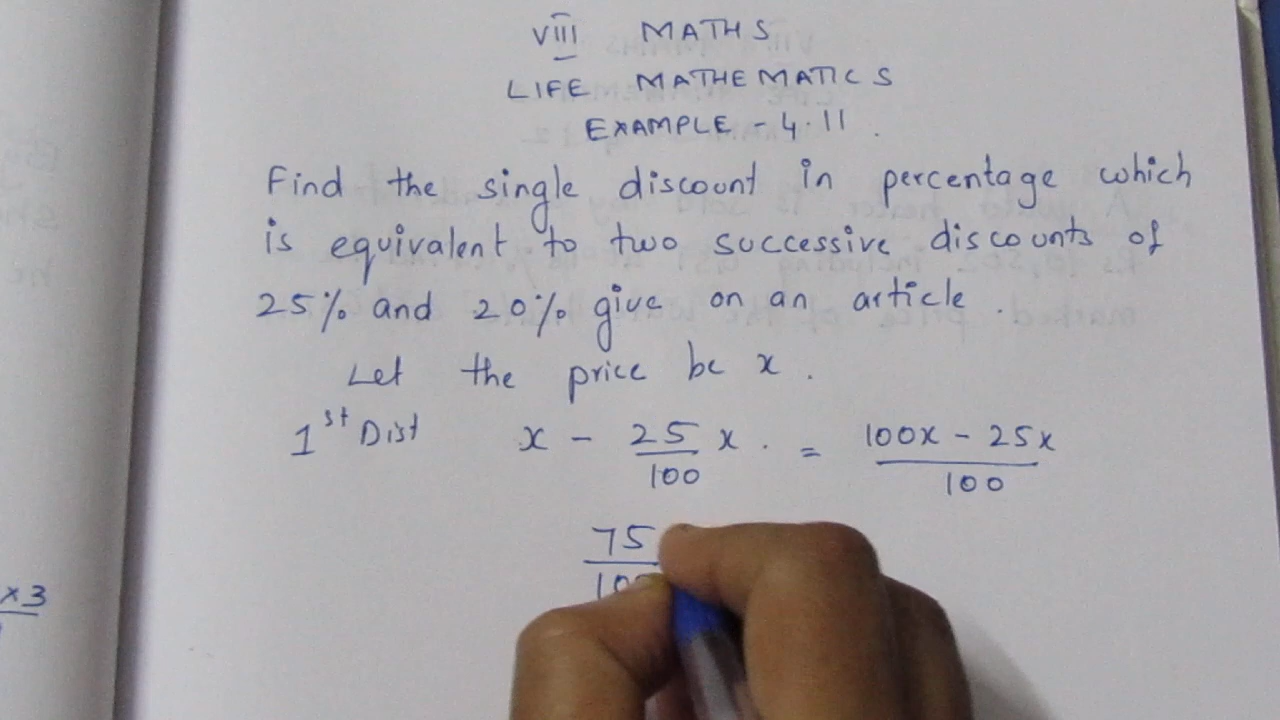 VIII MATHS
LIFE MATHEMATICS
EXAMPLE - 4.11.
Find the single discount in percentage which
is equivalent to two successive discounts of
25% and 20% give on an article.
Let the price be x.
1st Dist x - 25/100 x. = 100x - 25x/100
75
×3